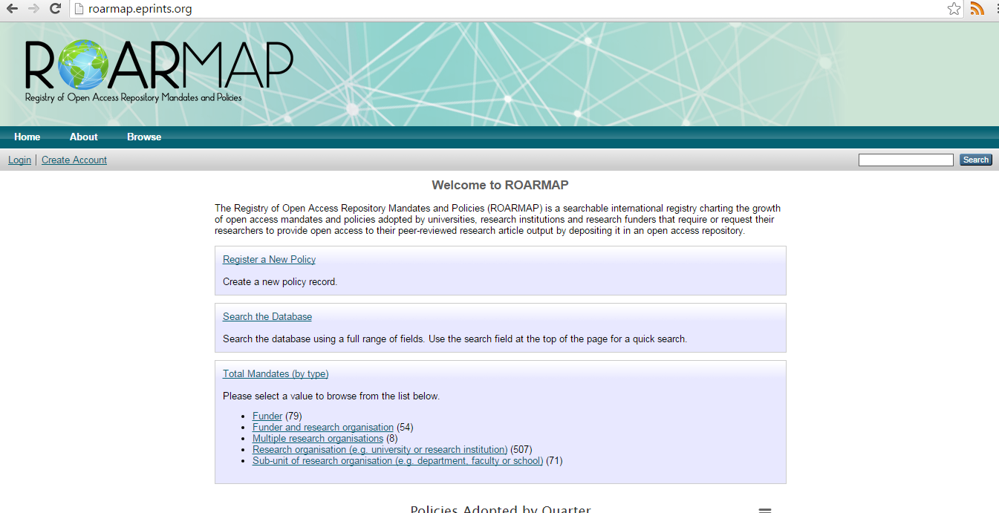 roarmap.eprints.org
ROARMAP
Registry of Open Access Repository Mandates and Policies
Home About Browse
Login | Create Account Search
Welcome to ROARMAP
The Registry of Open Access Repository Mandates and Policies (ROARMAP) is a searchable international registry charting the growth
of open access mandates and policies adopted by universities, research institutions and research funders that require or request their
researchers to provide open access to their peer-reviewed research article output by depositing it in an open access repository.
Register a New Policy
Create a new policy record.
Search the Database
Search the database using a full range of fields. Use the search field at the top of the page for a quick search.
Total Mandates (by type)
Please select a value to browse from the list below.
• Funder (79)
• Funder and research organisation (54)
• Multiple research organisations (8)
• Research organisation (e.g. university or research institution) (507)
• Sub-unit of research organisation (e.g. department, faculty or school) (71)
Policies Adopted by Quarter